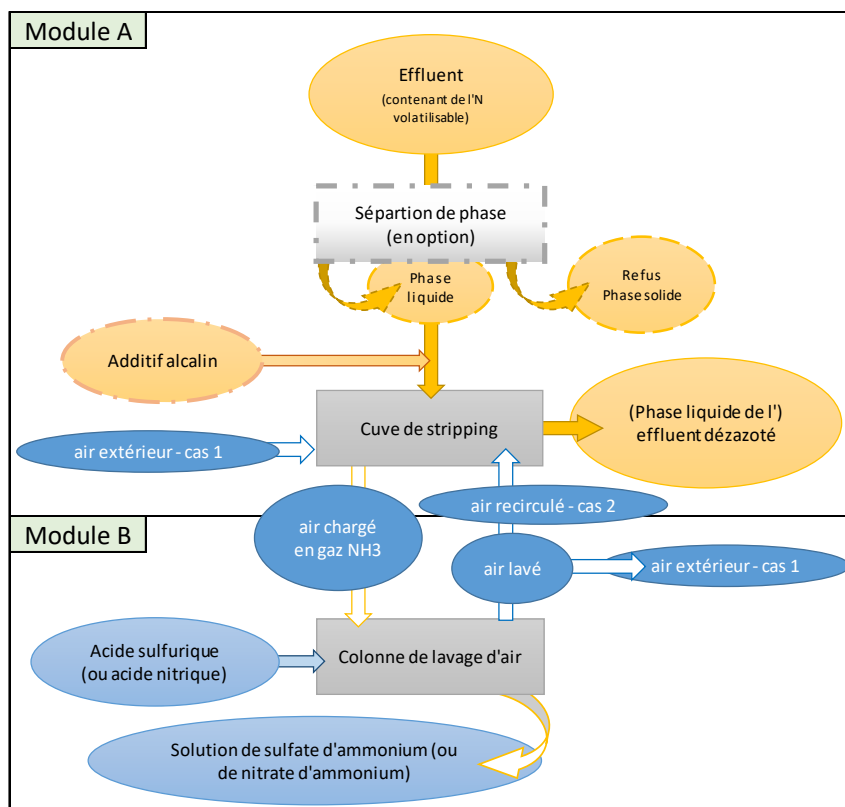 Module A
Effluent
(contenant de l'N
volatilisable)
Sépartion de phase
(en option)
Phase
liquide
Refus
Phase solide
Additif alcalin
Cuve de stripping
(Phase liquide de l')
effluent dézazoté
air extérieur - cas 1
air recirculé - cas 2
Module B
air chargé
en gaz NH3
air lavé
air extérieur - cas 1
Acide sulfurique
(ou acide nitrique)
Colonne de lavage d'air
Solution de sulfate d'ammonium (ou
de nitrate d'ammonium)